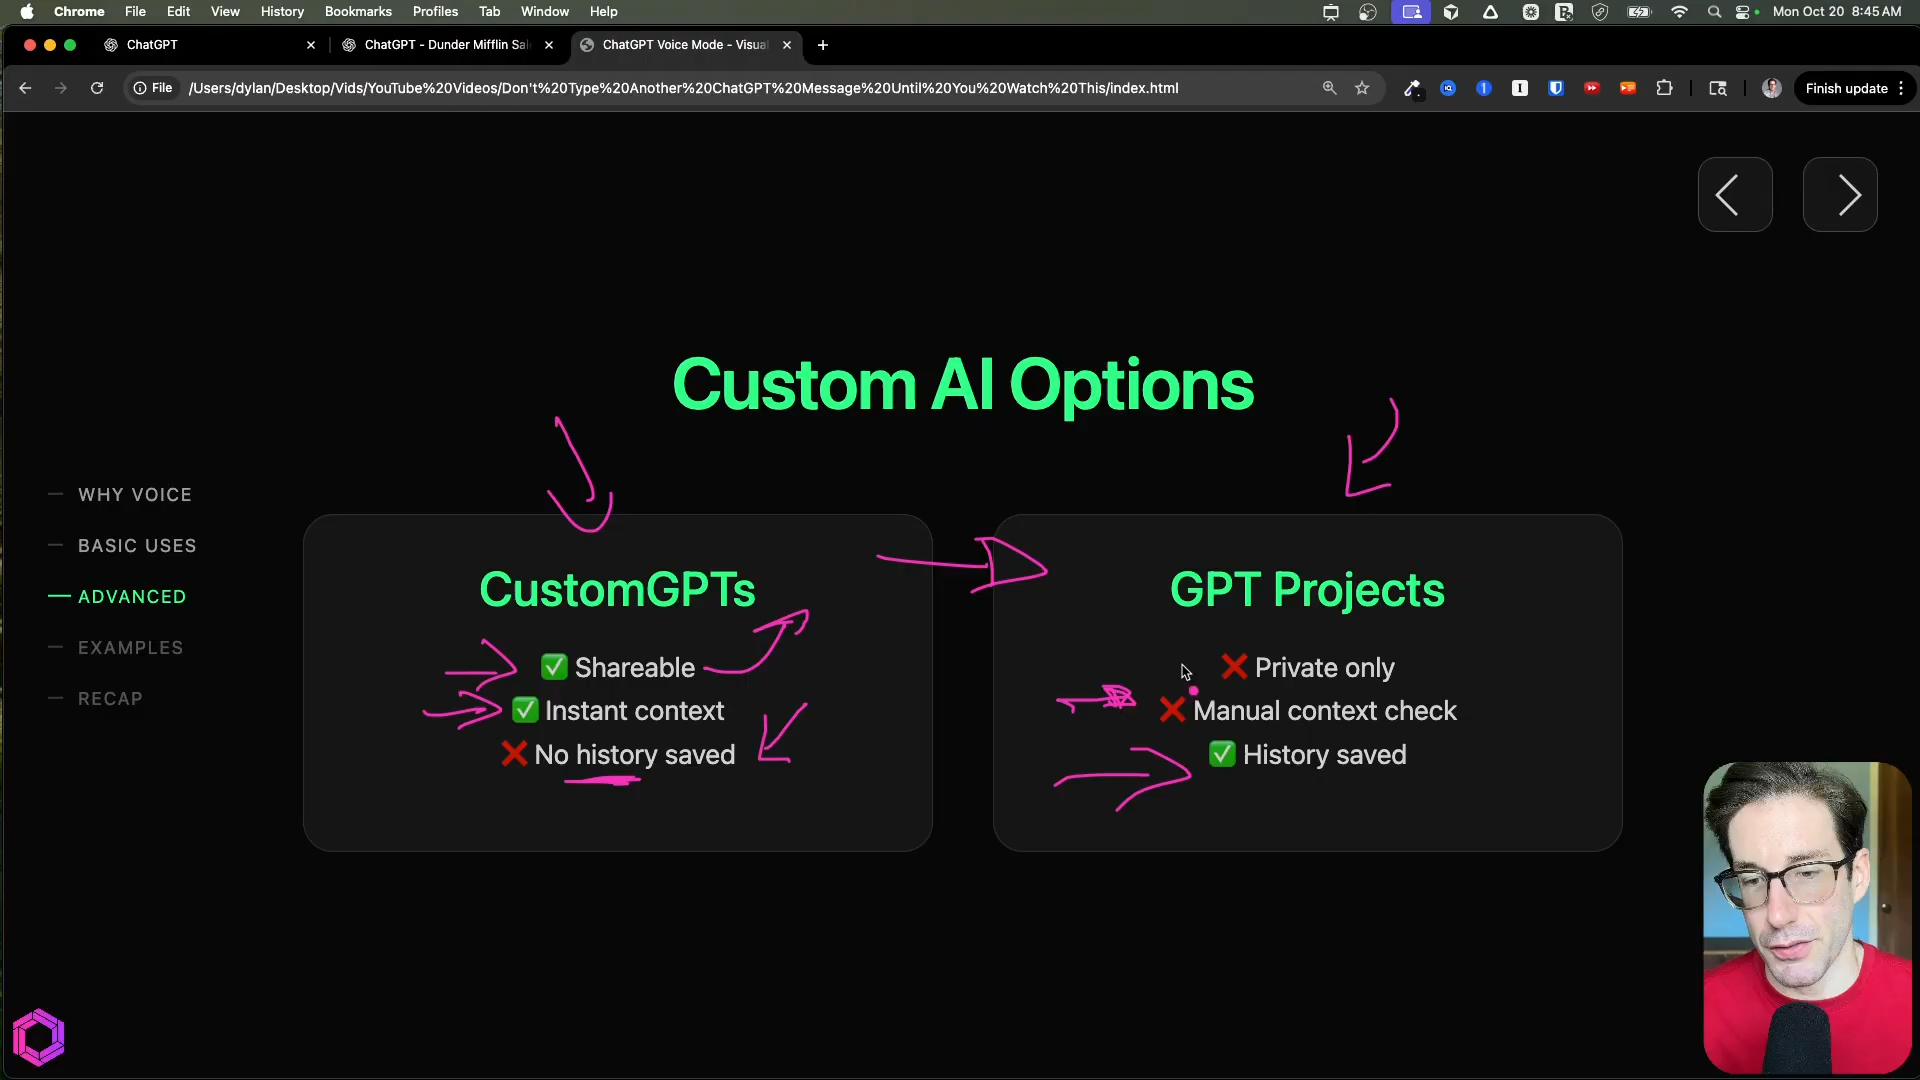 Chrome File Edit View History Bookmarks Profiles Tab Window Help Mon Oct 20 8:45 AM
ChatGPT ChatGPT - Dunder Mifflin Sal ChatGPT Voice Mode - Visual
File /Users/dylan/Desktop/Vids/YouTube%20Videos/Don't%20Type%20Another%20ChatGPT%20Message%20Until%20You%20Watch%20This/index.html Finish update
Custom AI Options
WHY VOICE
BASIC USES
ADVANCED
EXAMPLES
RECAP
CustomGPTs
✅ Shareable
✅ Instant context
❌ No history saved
GPT Projects
❌ Private only
❌ Manual context check
✅ History saved